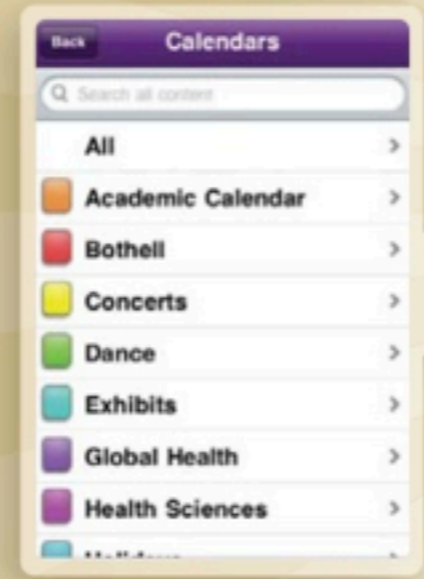 Back Calendars
Search all content
All
Academic Calendar
Bothell
Concerts
Dance
Exhibits
Global Health
Health Sciences